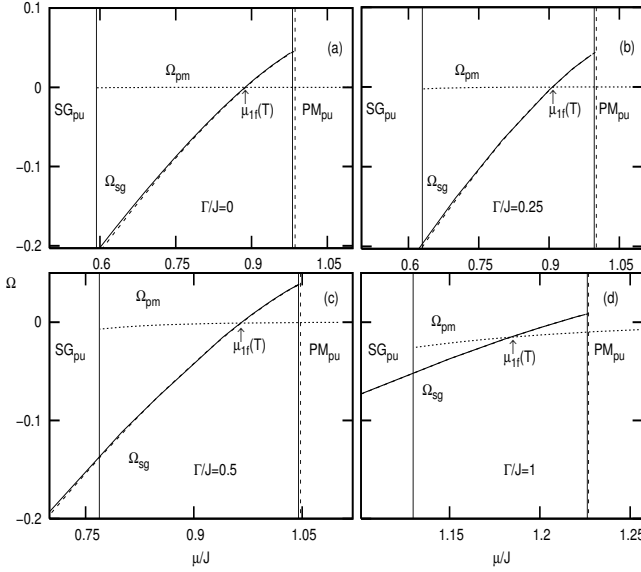 0.1
0
−0.1
−0.2
(a)
Ω_pm
SG_pu
μ_1f(T)
PM_pu
Ω_sg
Γ/J=0
0.6 0.75 0.9 1.05
(b)
Ω_pm
SG_pu
μ_1f(T)
PM_pu
Ω_sg
Γ/J=0.25
0.6 0.75 0.9 1.05
Ω
0
−0.1
−0.2
(c)
Ω_pm
SG_pu
μ_1f(T)
PM_pu
Ω_sg
Γ/J=0.5
0.75 0.9 1.05
μ/J
(d)
Ω_pm
SG_pu
μ_1f(T)
PM_pu
Ω_sg
Γ/J=1
1.15 1.2 1.25
μ/J